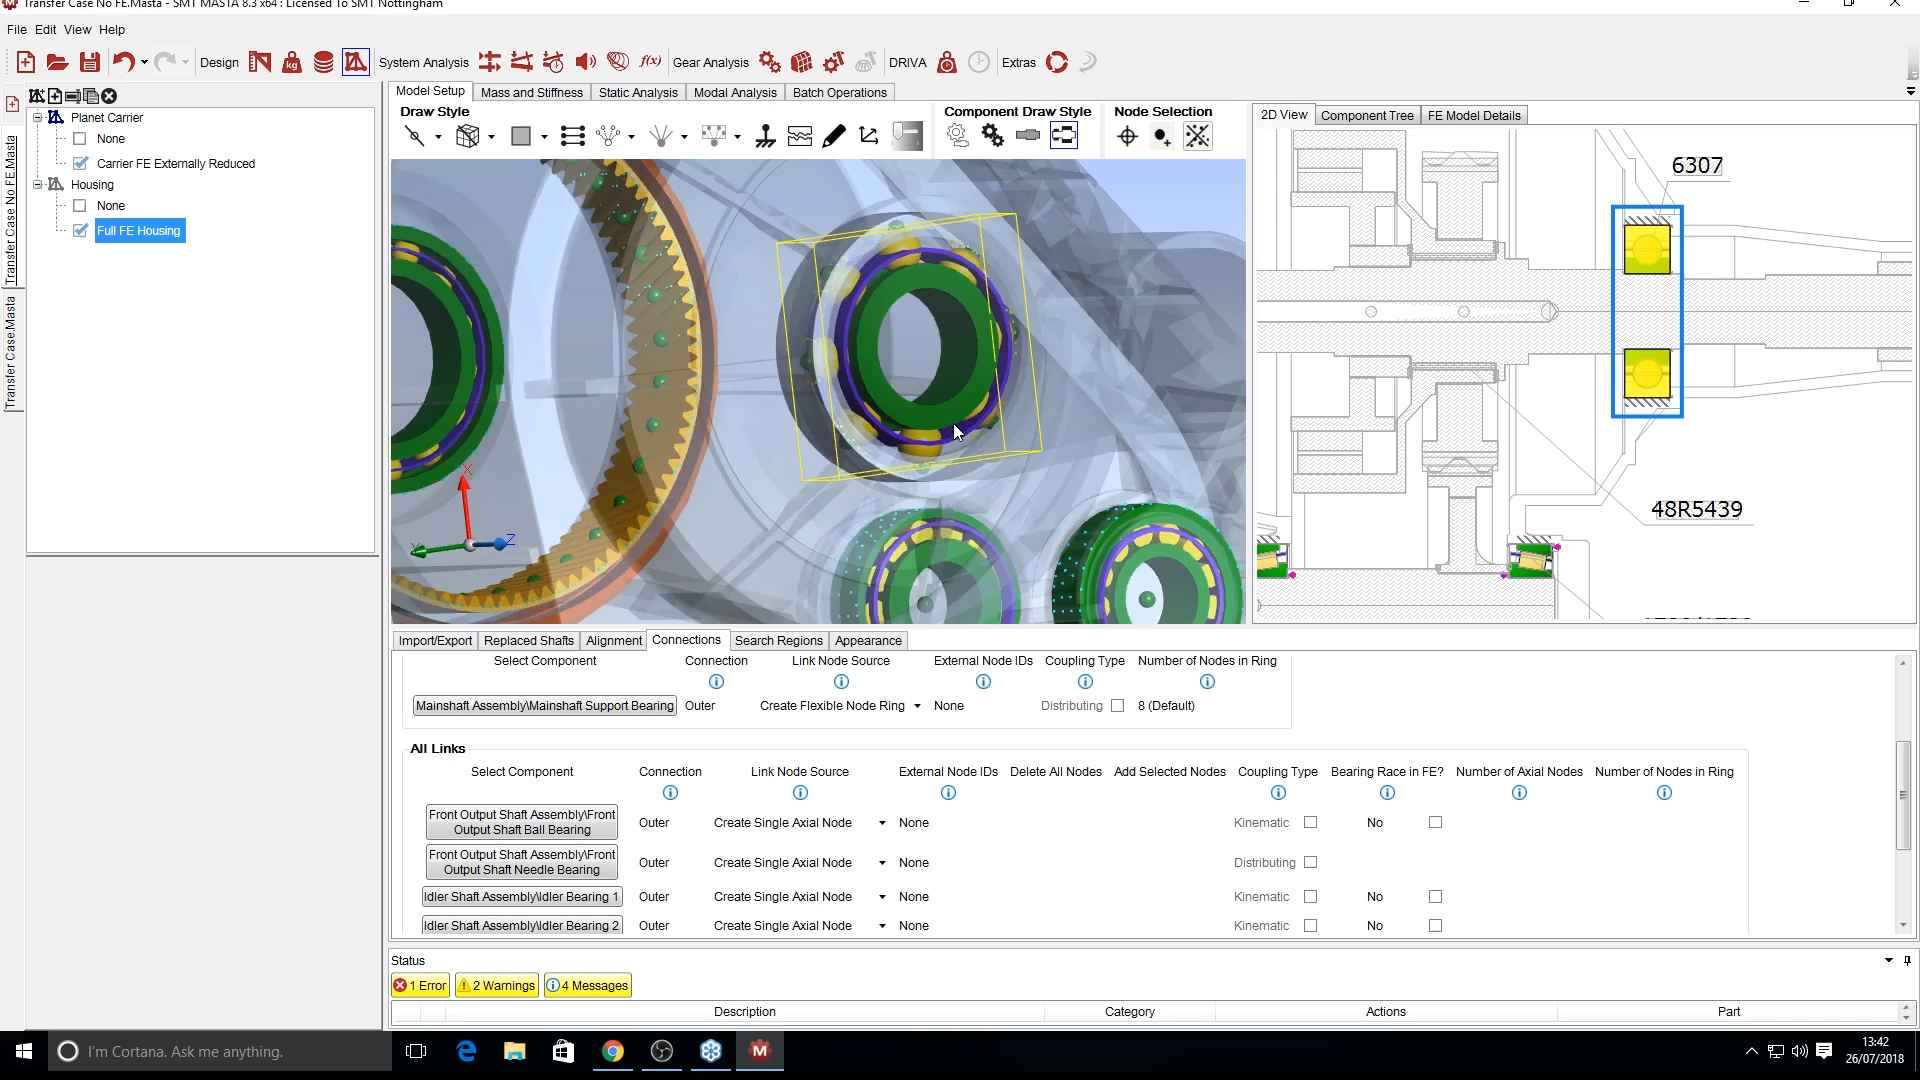 Transfer Case No FE.Masta - SMT MASTA 8.3 x64 : Licensed To SMT Nottingham
File Edit View Help
Design System Analysis f(x) Gear Analysis DRIVA Extras
Model Setup Mass and Stiffness Static Analysis Modal Analysis Batch Operations
Draw Style Component Draw Style Node Selection
2D View Component Tree FE Model Details
Transfer Case No FE.Masta
Transfer Case.Masta
Planet Carrier
None
Carrier FE Externally Reduced
Housing
None
Full FE Housing
X
Y
Z
6307
48R5439
Import/Export Replaced Shafts Alignment Connections Search Regions Appearance
Select Component Connection Link Node Source External Node IDs Coupling Type Number of Nodes in Ring
Mainshaft Assembly\Mainshaft Support Bearing Outer Create Flexible Node Ring None Distributing 8 (Default)
All Links
Select Component Connection Link Node Source External Node IDs Delete All Nodes Add Selected Nodes Coupling Type Bearing Race in FE? Number of Axial Nodes Number of Nodes in Ring
Front Output Shaft Assembly\Front
Output Shaft Ball Bearing Outer Create Single Axial Node None Kinematic No
Front Output Shaft Assembly\Front
Output Shaft Needle Bearing Outer Create Single Axial Node None Distributing
Idler Shaft Assembly\Idler Bearing 1 Outer Create Single Axial Node None Kinematic No
Idler Shaft Assembly\Idler Bearing 2 Outer Create Single Axial Node None Kinematic No
Status
1 Error 2 Warnings 4 Messages
Description Category Actions Part
I'm Cortana. Ask me anything.
13:42
26/07/2018